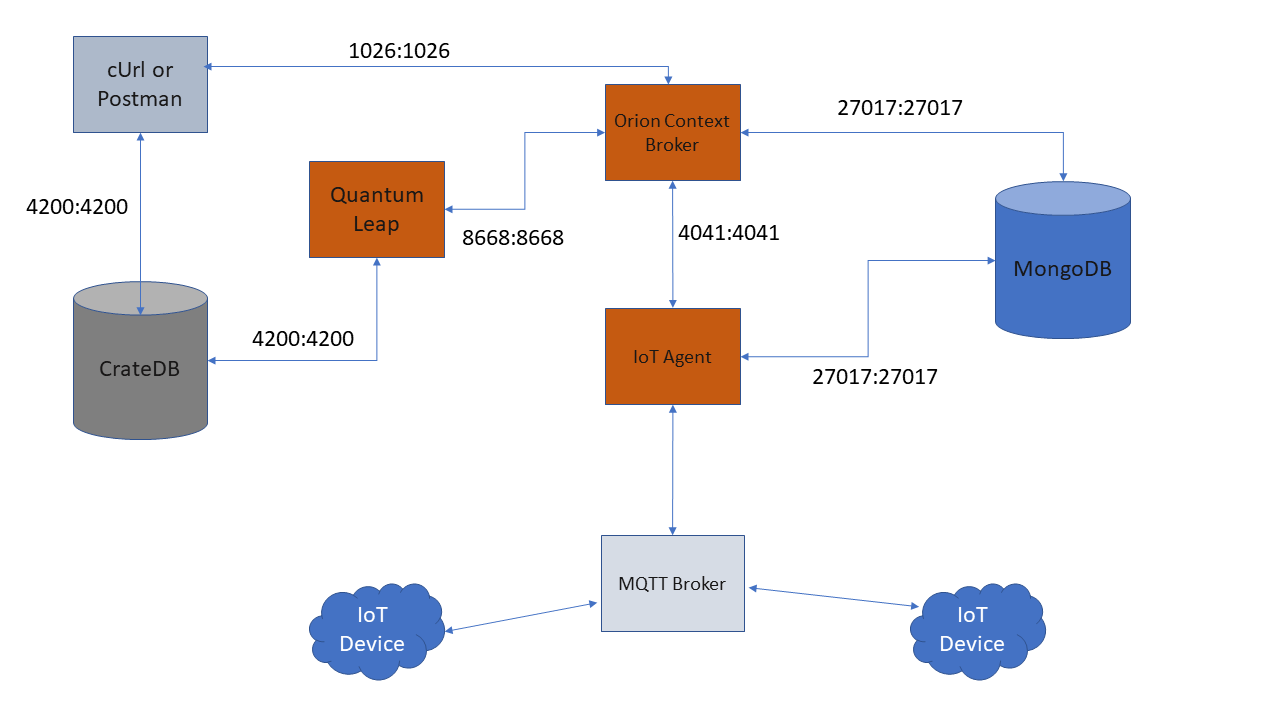 1026:1026
cUrl or
Postman
27017:27017
Orion Context
Broker
Quantum
Leap
4200:4200
8668:8668
4041:4041
MongoDB
4200:4200
IoT Agent
CrateDB
27017:27017
MQTT Broker
IoT
Device
IoT
Device